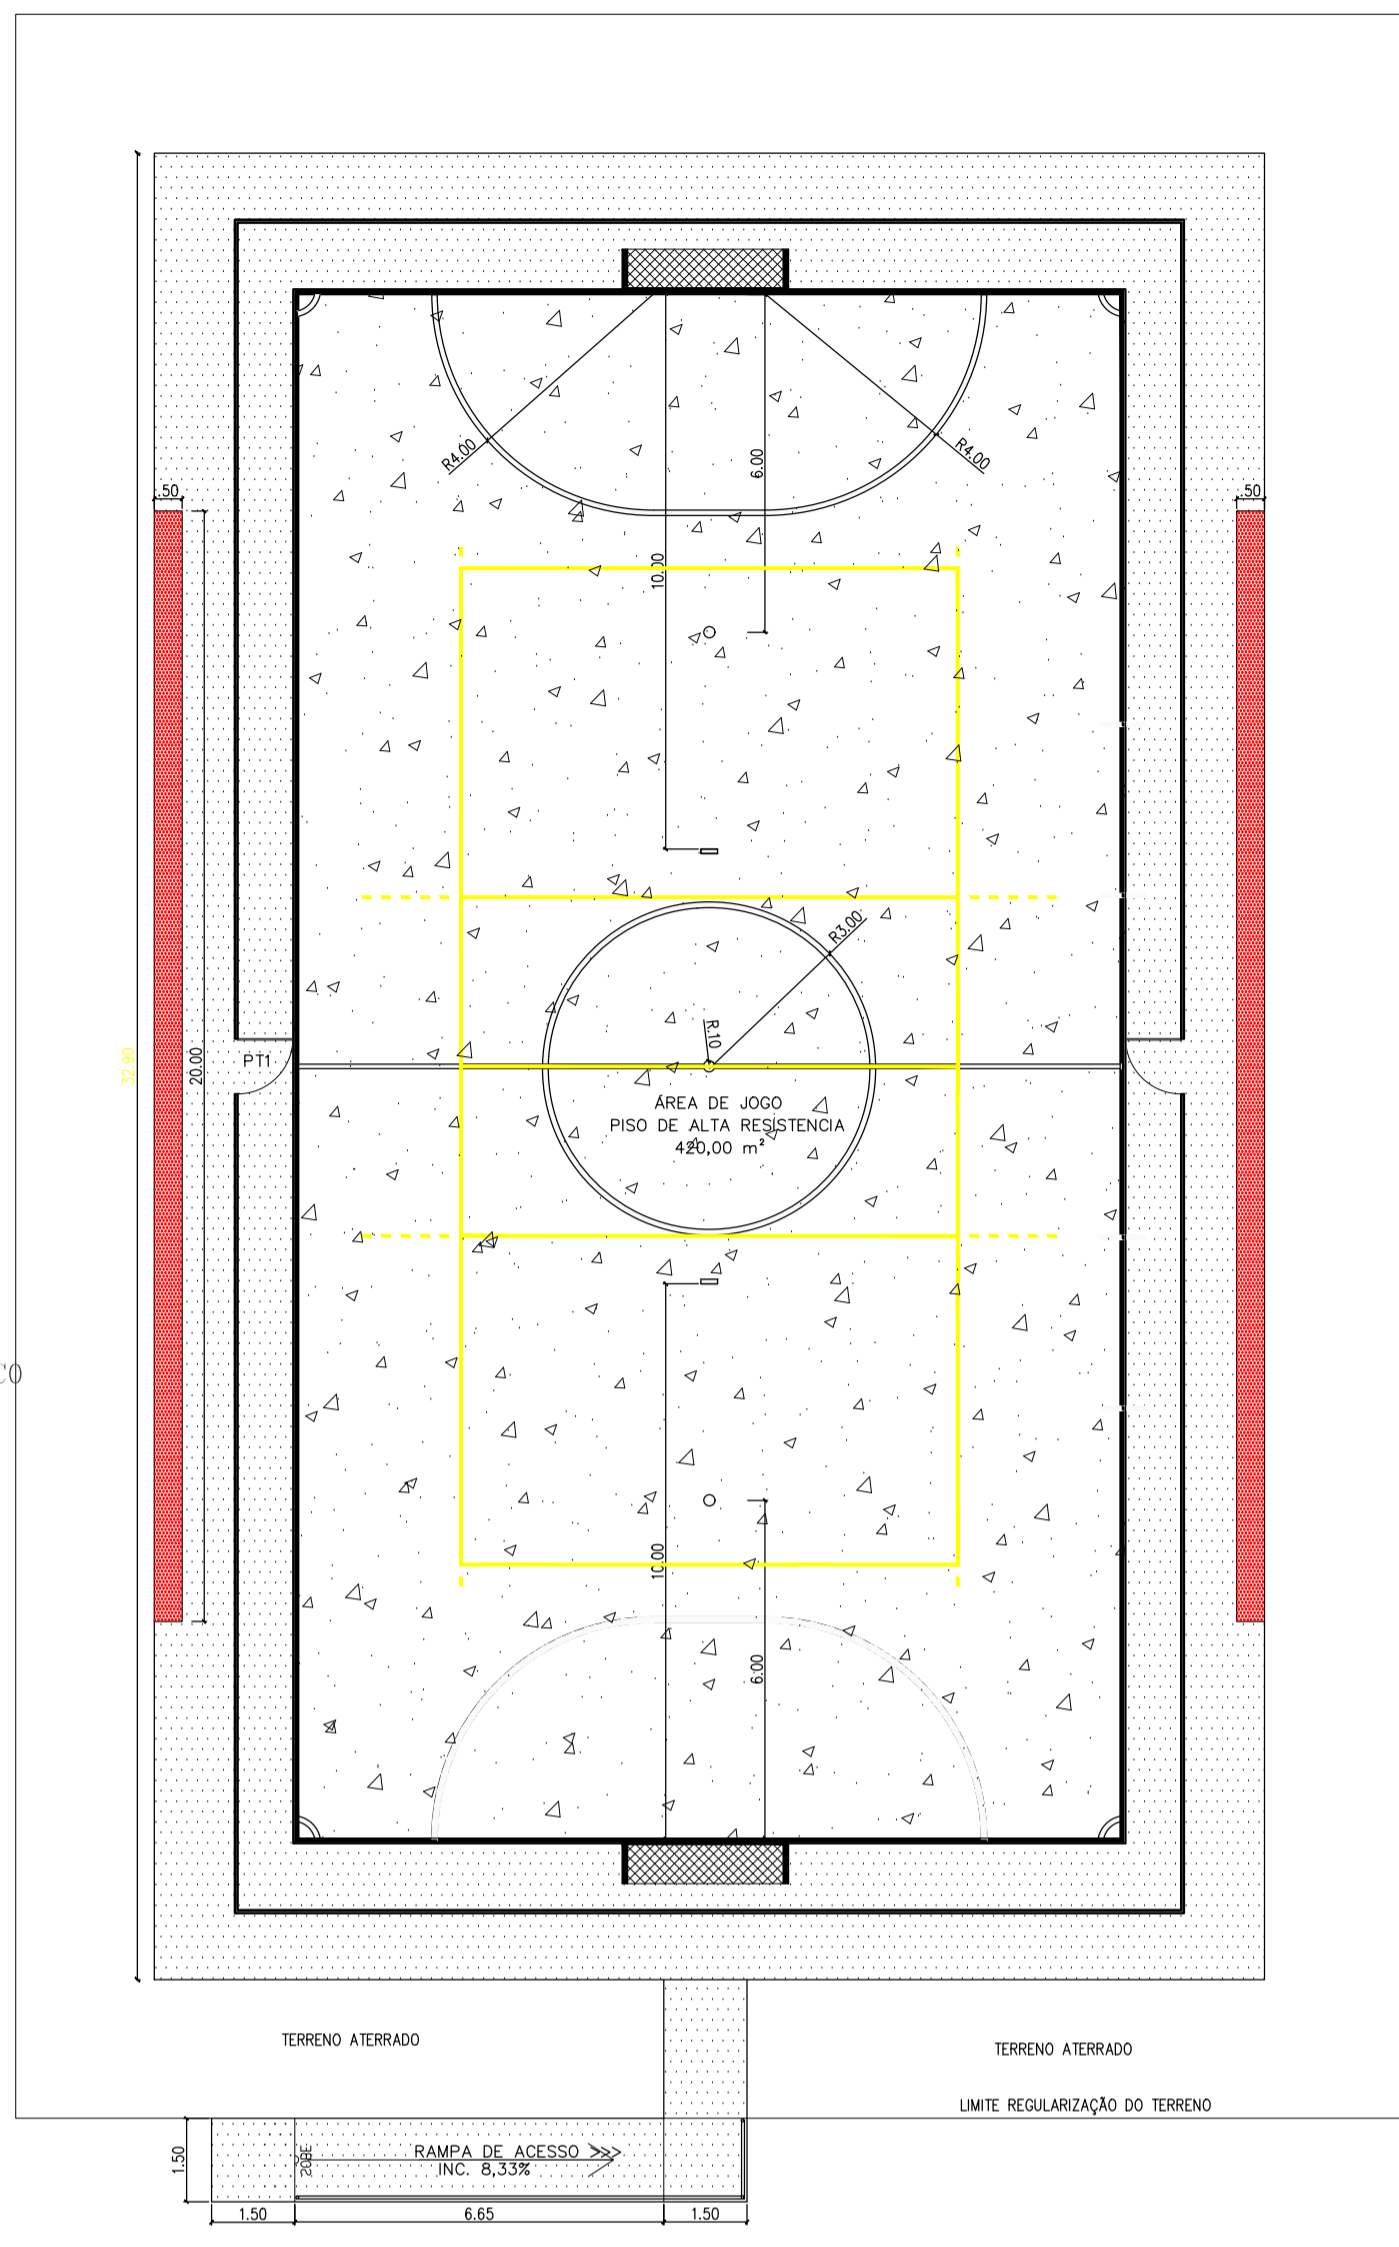 R4.00
6.00
R4.00
.50
.50
10.00
R3.00
R.10
32.90
20.00
PT1
ÁREA DE JOGO
PISO DE ALTA RESISTENCIA
420,00 m²
CO
10.00
6.00
TERRENO ATERRADO
TERRENO ATERRADO
LIMITE REGULARIZAÇÃO DO TERRENO
1.50
SOBE
RAMPA DE ACESSO >>>
INC. 8,33%
1.50
6.65
1.50